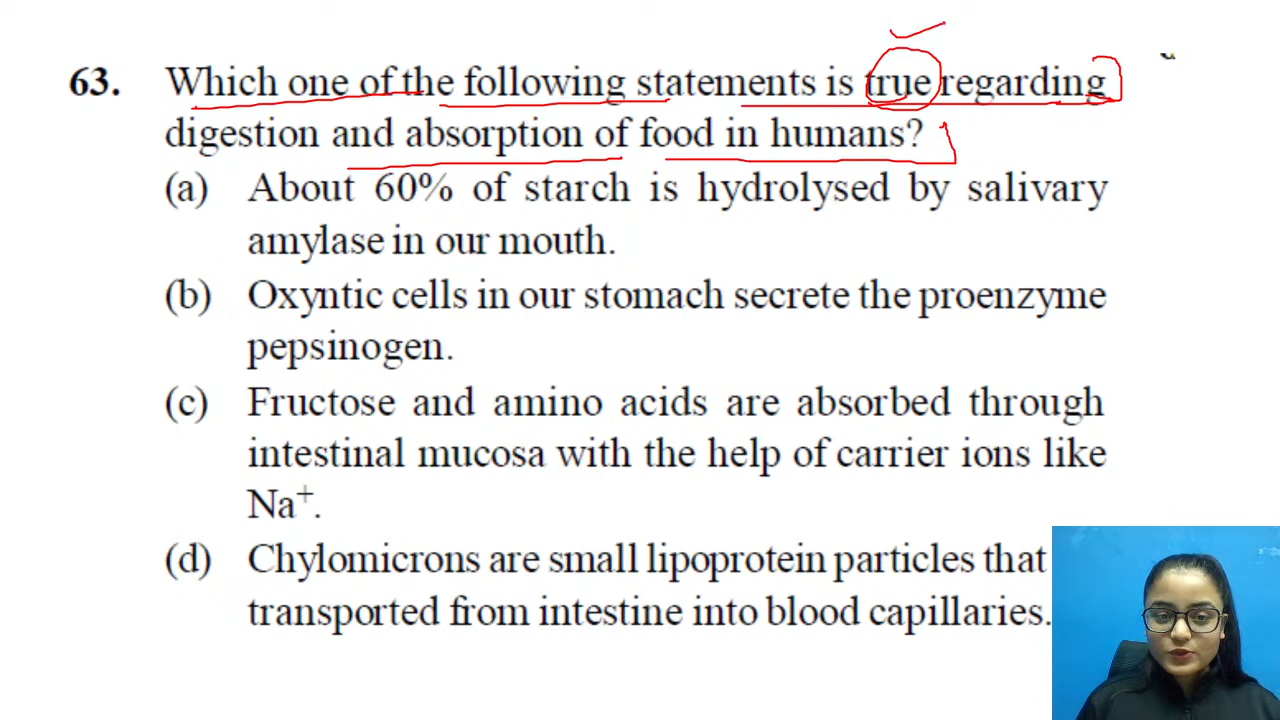 63. Which one of the following statements is true regarding
digestion and absorption of food in humans?
(a) About 60% of starch is hydrolysed by salivary
amylase in our mouth.
(b) Oxyntic cells in our stomach secrete the proenzyme
pepsinogen.
(c) Fructose and amino acids are absorbed through
intestinal mucosa with the help of carrier ions like
Na⁺.
(d) Chylomicrons are small lipoprotein particles that
transported from intestine into blood capillaries.